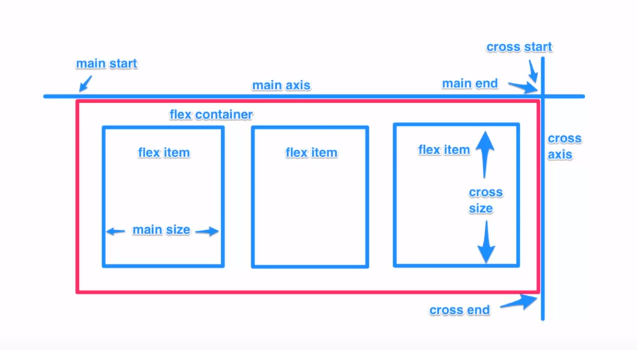 cross start
main start
main axis
main end
flex container
cross
axis
flex item
flex item
flex item
cross
size
main size
cross end